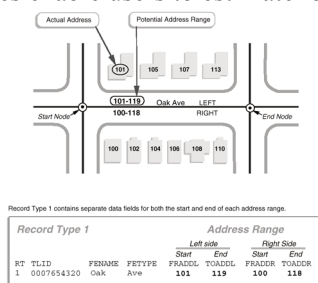 Actual Address
Potential Address Range
101
105
107
113
101-119
Oak Ave
LEFT
100-118
RIGHT
Start Node
End Node
100
102
104
106
108
110
Record Type 1 contains separate data fields for both the start and end of each address range.
Record Type 1
Address Range
Left side
Right Side
Start
End
Start
End
RT TLID FENAME FETYPE FRADDL TOADDL FRADDR TOADDR
1 0007654320 Oak Ave 101 119 100 118